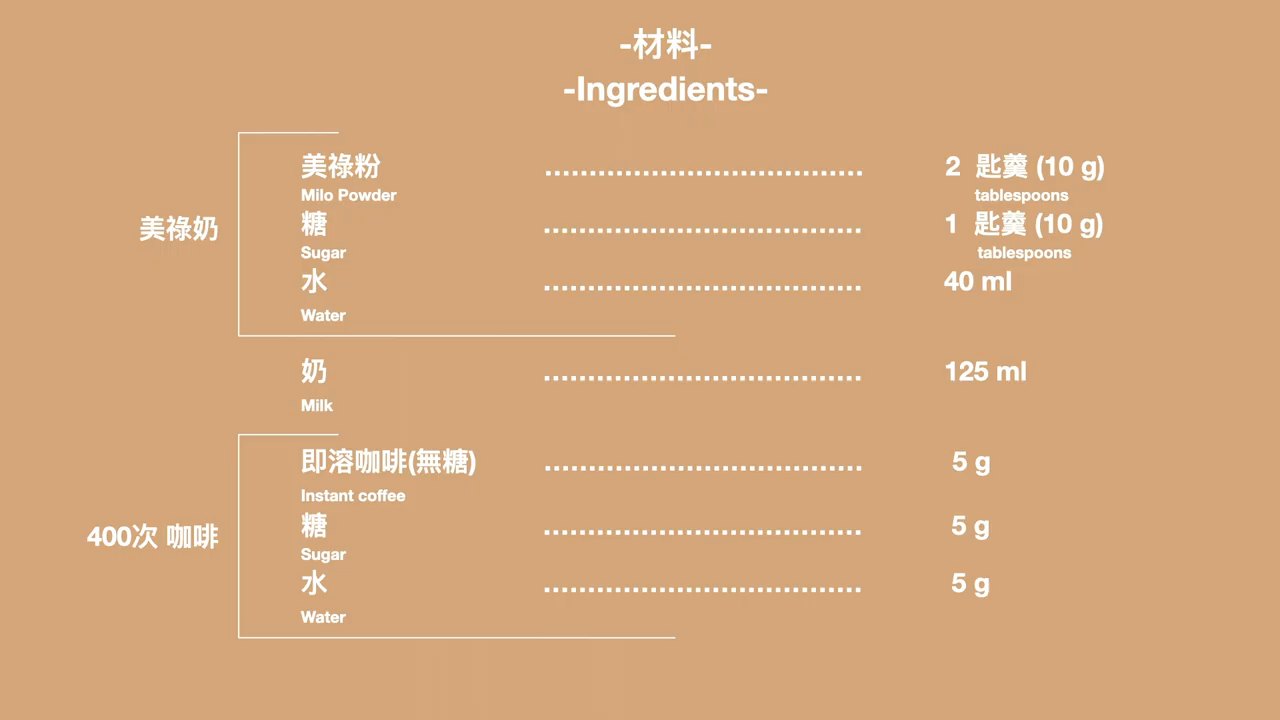 -材料-
-Ingredients-
美祿奶
美祿粉 ................................... 2 匙羹 (10 g)
Milo Powder tablespoons
糖 ................................... 1 匙羹 (10 g)
Sugar tablespoons
水 ................................... 40 ml
Water
奶 ................................... 125 ml
Milk
400次 咖啡
即溶咖啡(無糖) ................................... 5 g
Instant coffee
糖 ................................... 5 g
Sugar
水 ................................... 5 g
Water